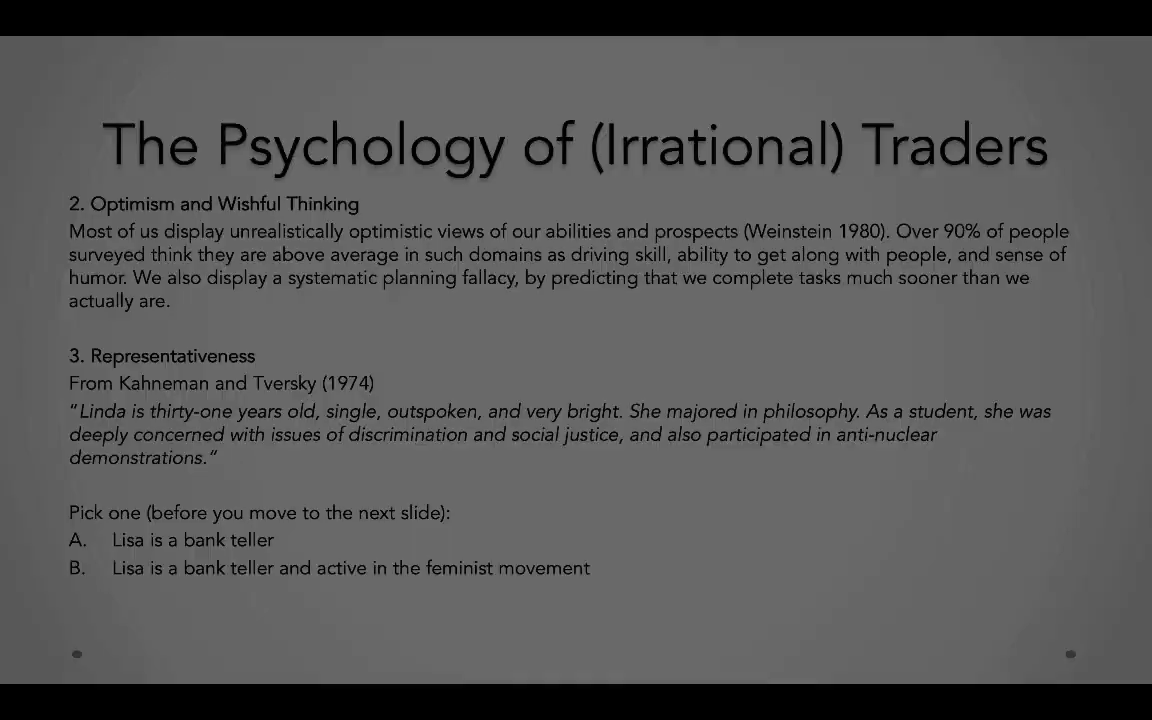 The Psychology of (Irrational) Traders
2. Optimism and Wishful Thinking
Most of us display unrealistically optimistic views of our abilities and prospects (Weinstein 1980). Over 90% of people
surveyed think they are above average in such domains as driving skill, ability to get along with people, and sense of
humor. We also display a systematic planning fallacy, by predicting that we complete tasks much sooner than we
actually are.
3. Representativeness
From Kahneman and Tversky (1974)
“Linda is thirty-one years old, single, outspoken, and very bright. She majored in philosophy. As a student, she was
deeply concerned with issues of discrimination and social justice, and also participated in anti-nuclear
demonstrations.”
Pick one (before you move to the next slide):
A. Lisa is a bank teller
B. Lisa is a bank teller and active in the feminist movement